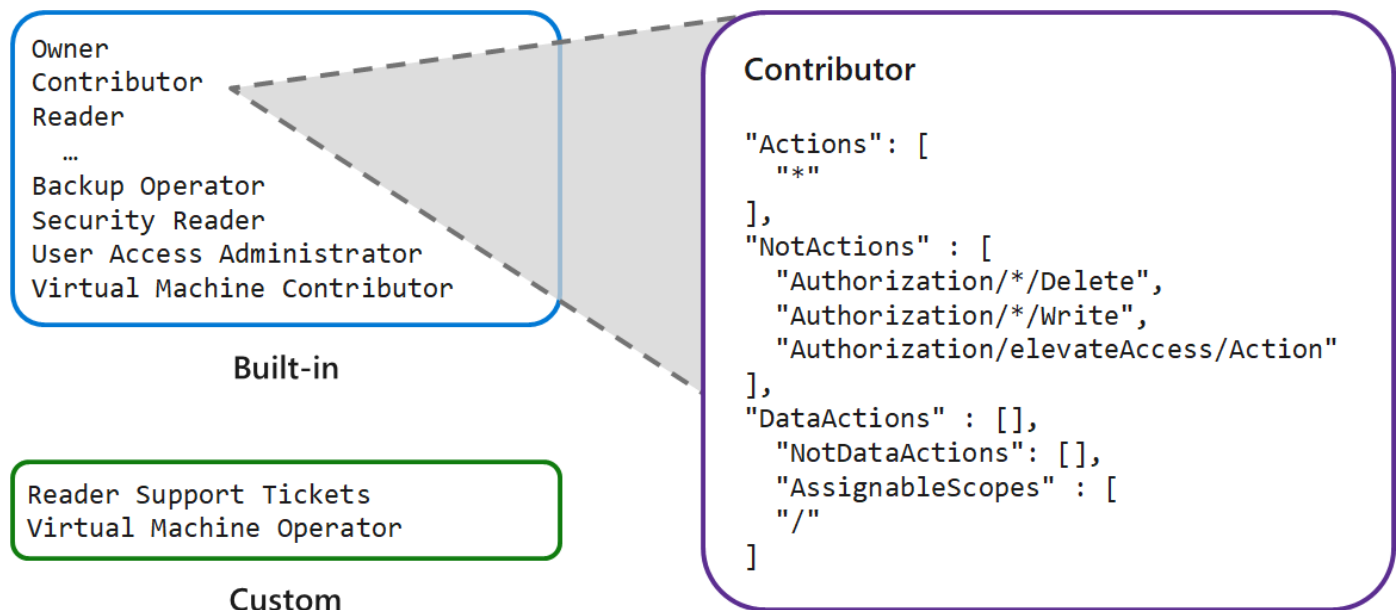 Owner
Contributor
Reader
…
Backup Operator
Security Reader
User Access Administrator
Virtual Machine Contributor
Built-in
Reader Support Tickets
Virtual Machine Operator
Custom
Contributor
"Actions": [
"*"
],
"NotActions" : [
"Authorization/*/Delete",
"Authorization/*/Write",
"Authorization/elevateAccess/Action"
],
"DataActions" : [],
"NotDataActions": [],
"AssignableScopes" : [
"/"
]